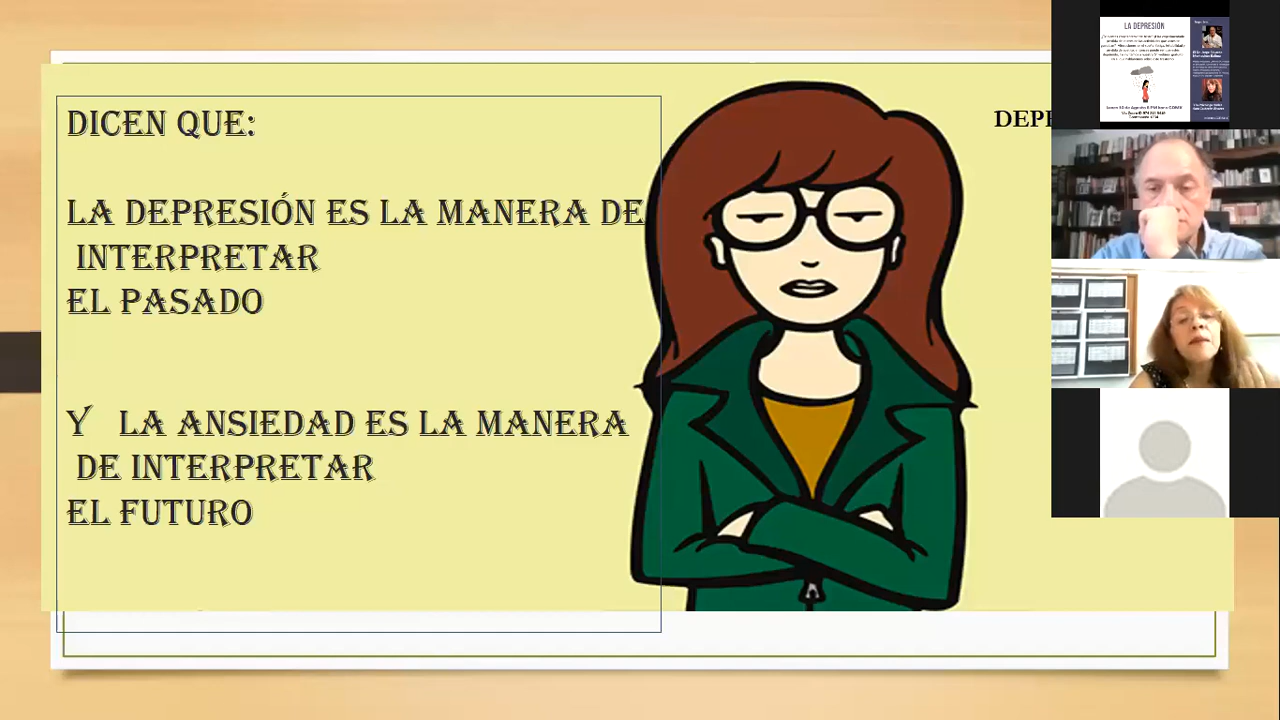 DICEN QUE:
LA DEPRESIÓN ES LA MANERA DE
INTERPRETAR
EL PASADO
Y LA ANSIEDAD ES LA MANERA
DE INTERPRETAR
EL FUTURO
DEPR
LA DEPRESIÓN